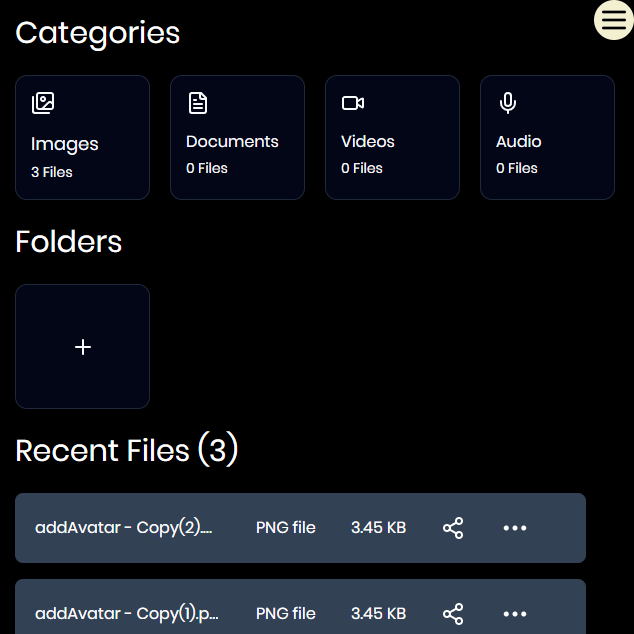 Categories
Images Documents Videos Audio
3 Files 0 Files 0 Files 0 Files
Folders
+
Recent Files (3)
addAvatar - Copy(2).... PNG file 3.45 KB
addAvatar - Copy(1).p... PNG file 3.45 KB